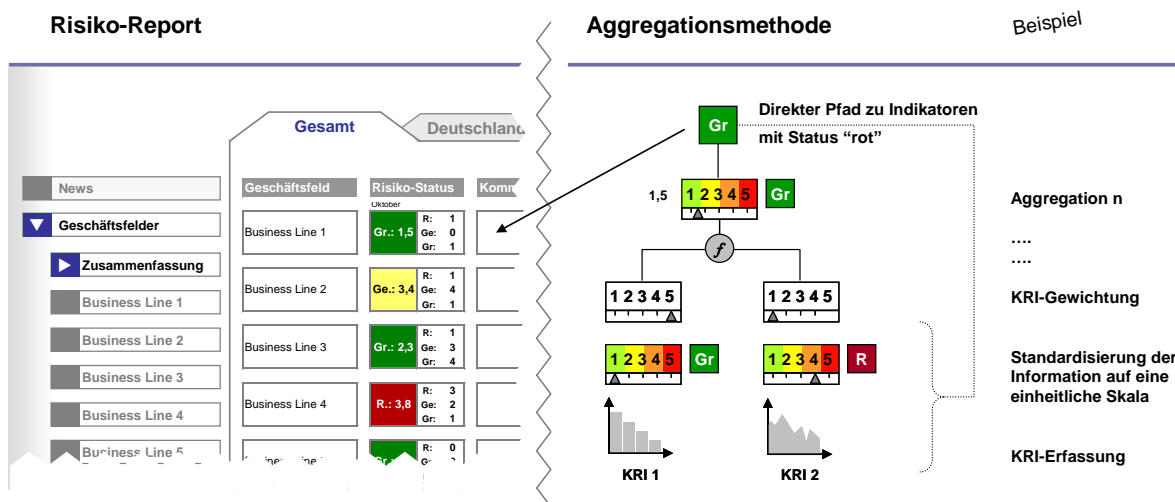 Risiko-Report
Gesamt
Deutschland
News
Geschäftsfelder
Zusammenfassung
Business Line 1
Business Line 2
Business Line 3
Business Line 4
Business Line 5
Geschäftsfeld
Risiko-Status
Komm
Oktober
Business Line 1
Gr.: 1,5
R: 1
Ge: 0
Gr: 1
Business Line 2
Ge.: 3,4
R: 1
Ge: 4
Gr: 1
Business Line 3
Gr.: 2,3
R: 1
Ge: 3
Gr: 4
Business Line 4
R.: 3,8
R: 3
Ge: 2
Gr: 1
R: 0
Aggregationsmethode
Beispiel
Gr
Direkter Pfad zu Indikatoren
mit Status “rot”
1,5
1 2 3 4 5
Gr
Aggregation n
f
….
….
1 2 3 4 5
1 2 3 4 5
KRI-Gewichtung
1 2 3 4 5
Gr
1 2 3 4 5
R
Standardisierung der
Information auf eine
einheitliche Skala
KRI 1
KRI 2
KRI-Erfassung